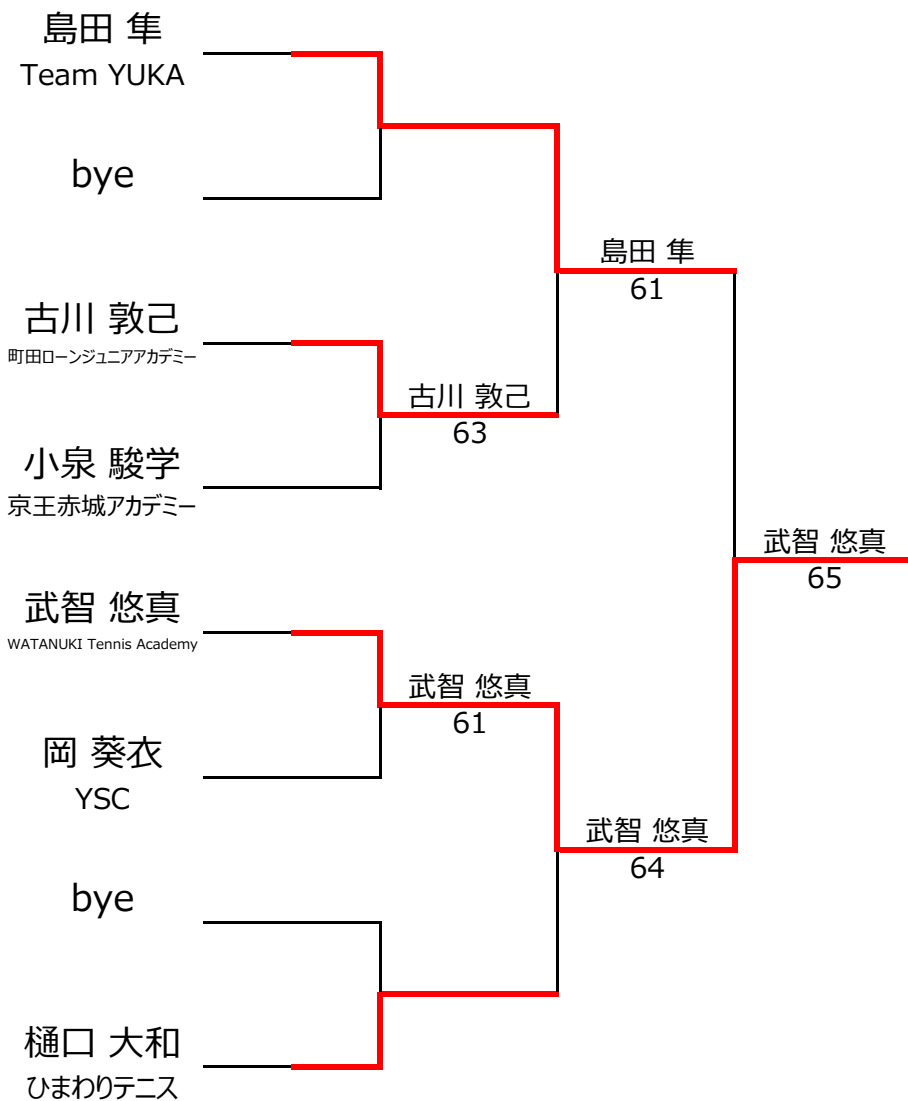 島田 隼
Team YUKA
bye
古川 敦己
町田ローンジュニアアカデミー
小泉 駿学
京王赤城アカデミー
武智 悠真
WATANUKI Tennis Academy
岡 葵衣
YSC
bye
樋口 大和
ひまわりテニス
古川 敦己
63
武智 悠真
61
島田 隼
61
武智 悠真
64
武智 悠真
65